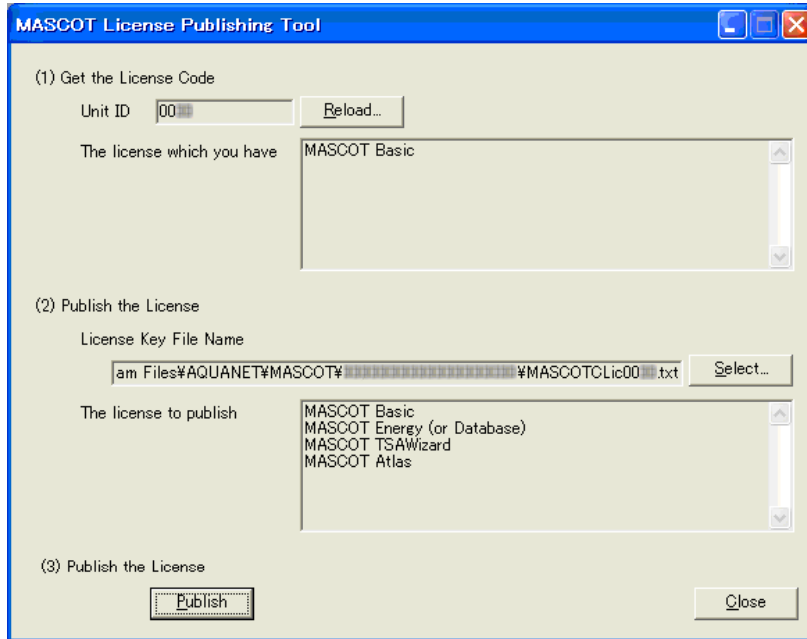 MASCOT License Publishing Tool
(1) Get the License Code
Unit ID 00 Reload...
The license which you have MASCOT Basic
(2) Publish the License
License Key File Name
am Files¥AQUANET¥MASCOT¥ ¥MASCOTCLic00 .txt Select...
The license to publish MASCOT Basic
MASCOT Energy (or Database)
MASCOT TSAWizard
MASCOT Atlas
(3) Publish the License
Publish Close